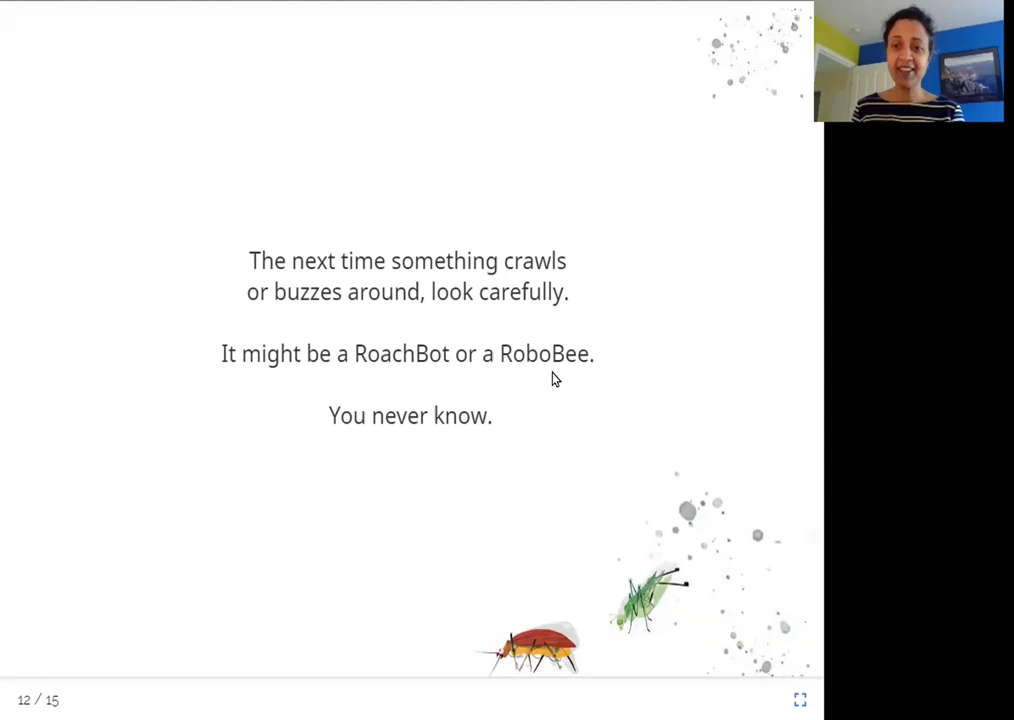 The next time something crawls
or buzzes around, look carefully.
It might be a RoachBot or a RoboBee.
You never know.
12 / 15